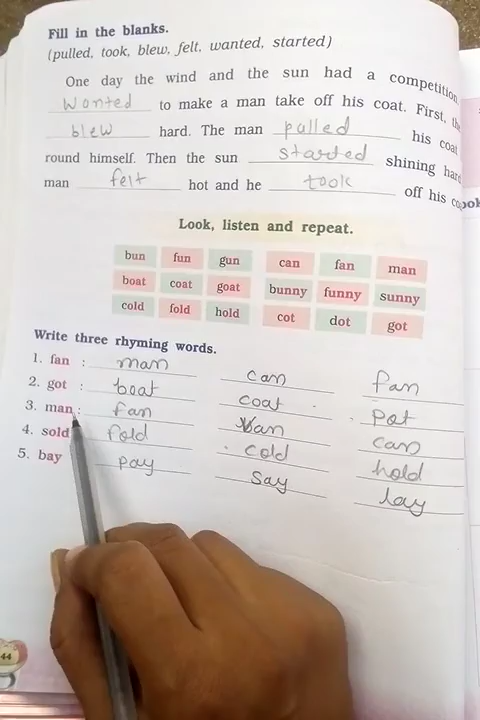 Fill in the blanks.
(pulled, took, blew, felt, wanted, started)
One day the wind and the sun had a competition
wonted to make a man take off his coat. First, the
blew hard. The man pulled his coat
round himself. Then the sun started shining hard
man felt hot and he took off his
Look, listen and repeat.
bun fun gun can fan man
boat coat goat bunny funny sunny
cold fold hold cot dot got
Write three rhyming words.
1. fan : man can Pan
2. got : boat coat Pot
3. man : fan Van can
4. sold fold cold hold
5. bay pay say lay
44